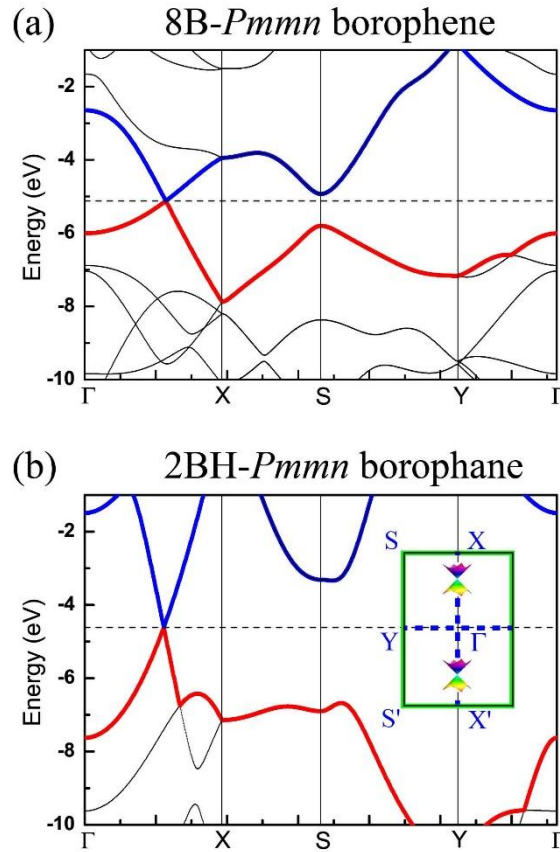 (a) 8B-Pmmn borophene
-2
-4
-6
-8
-10
Energy (eV)
Γ X S Y Γ
(b) 2BH-Pmmn borophane
-2
-4
-6
-8
-10
Energy (eV)
S X
Y Γ
S' X'
Γ X S Y Γ